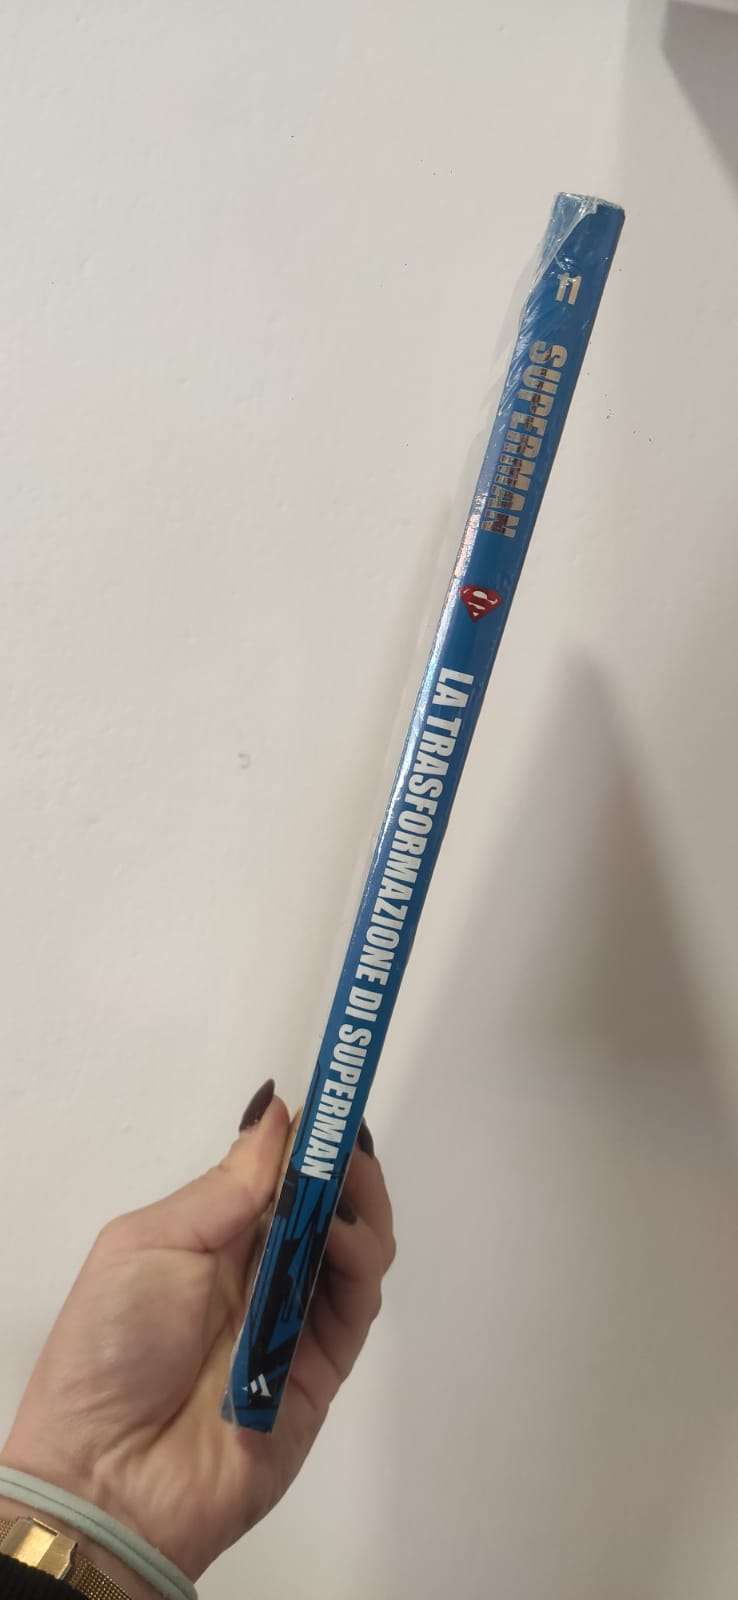 11
SUPERMAN
LA TRASFORMAZIONE DI SUPERMAN